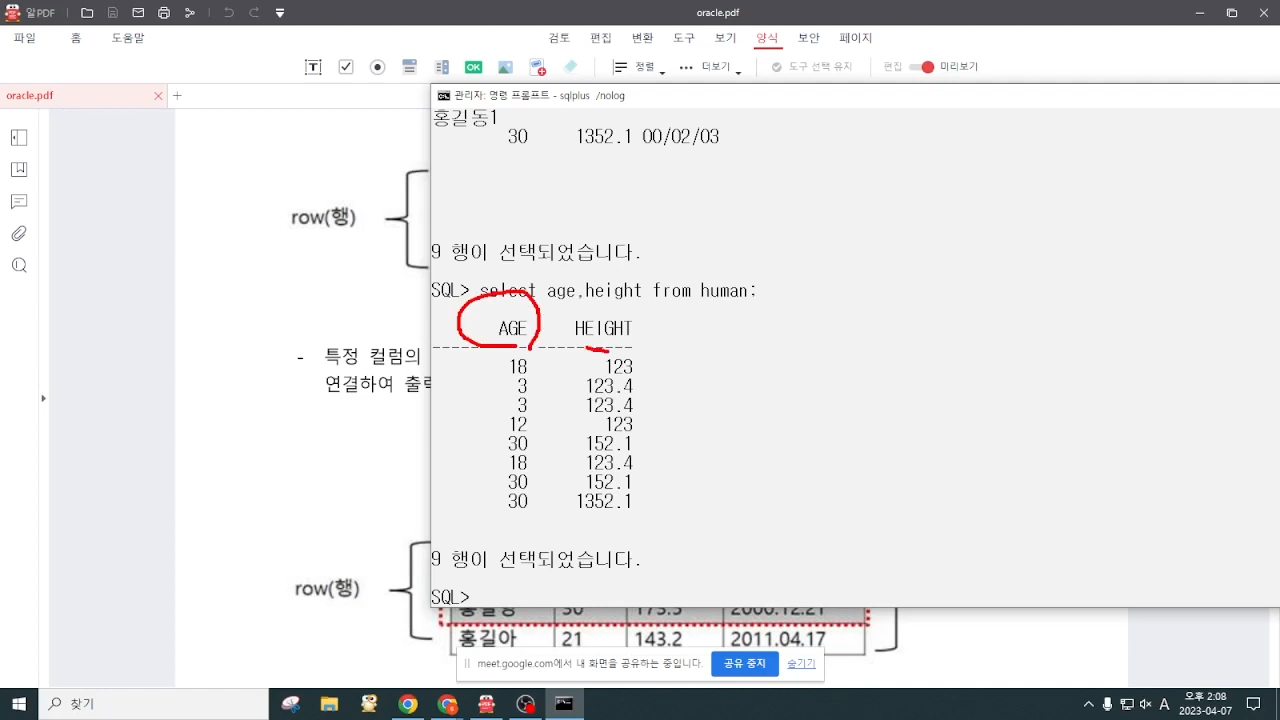 알PDF
oracle.pdf
파일 홈 도움말 검토 편집 변환 도구 보기 양식 보안 페이지
T OK 정렬 더보기 도구 선택 유지 편집 미리보기
oracle.pdf
관리자: 명령 프롬프트 - sqlplus /nolog
홍길동1
30 1352.1 00/02/03
row(행)
9 행이 선택되었습니다.
SQL> select age,height from human;
AGE HEIGHT
---------- ----------
18 123
3 123.4
3 123.4
12 123
30 152.1
18 123.4
30 152.1
30 1352.1
- 특정 컬럼의
연결하여 출력
9 행이 선택되었습니다.
SQL>
row(행)
30 173.5 2000.12.21
홍길아 21 143.2 2011.04.17
meet.google.com에서 내 화면을 공유하는 중입니다. 공유 중지 숨기기
찾기
A 오후 2:08
2023-04-07